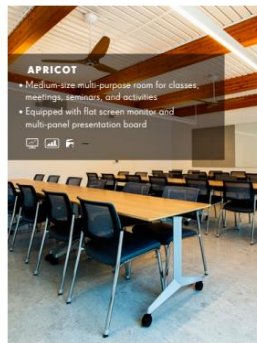 APRICOT
• Medium-size multi-purpose room for classes,
meetings, seminars, and activities
• Equipped with flat screen monitor and
multi-panel presentation board